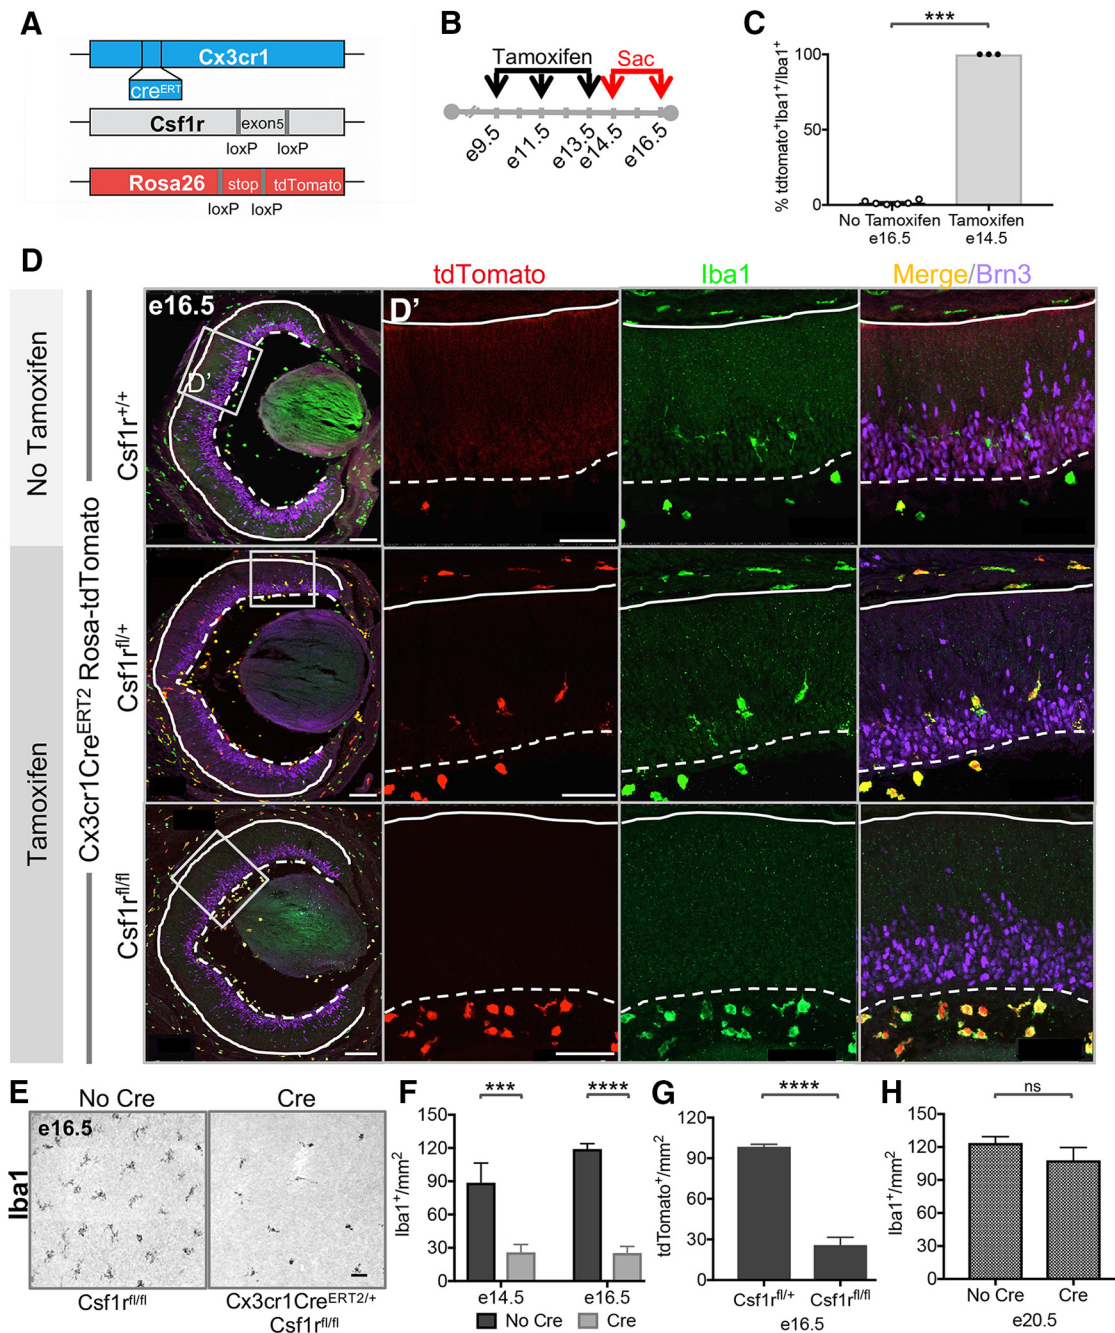 A
Cx3cr1
cre^ERT
Csf1r
exon5
loxP
loxP
Rosa26
stop
tdTomato
loxP
loxP
B
Tamoxifen
Sac
e9.5
e11.5
e13.5
e14.5
e16.5
C
***
% tdtomato+Iba1+/Iba1+
100
50
0
No Tamoxifen
e16.5
Tamoxifen
e14.5
D
tdTomato
Iba1
Merge/Brn3
No Tamoxifen
Tamoxifen
Cx3cr1Cre^ERT2 Rosa-tdTomato
Csf1r+/+
Csf1r^fl/+
Csf1r^fl/fl
e16.5
D'
D'
E
No Cre
Cre
Iba1
e16.5
Csf1r^fl/fl
Cx3cr1Cre^ERT2/+
Csf1r^fl/fl
F
***
****
Iba1+/mm²
150
120
90
60
30
0
e14.5
e16.5
No Cre
Cre
G
****
tdTomato+/mm²
120
90
60
30
0
Csf1r^fl/+
Csf1r^fl/fl
e16.5
H
ns
Iba1+/mm²
150
120
90
60
30
0
No Cre
Cre
e20.5